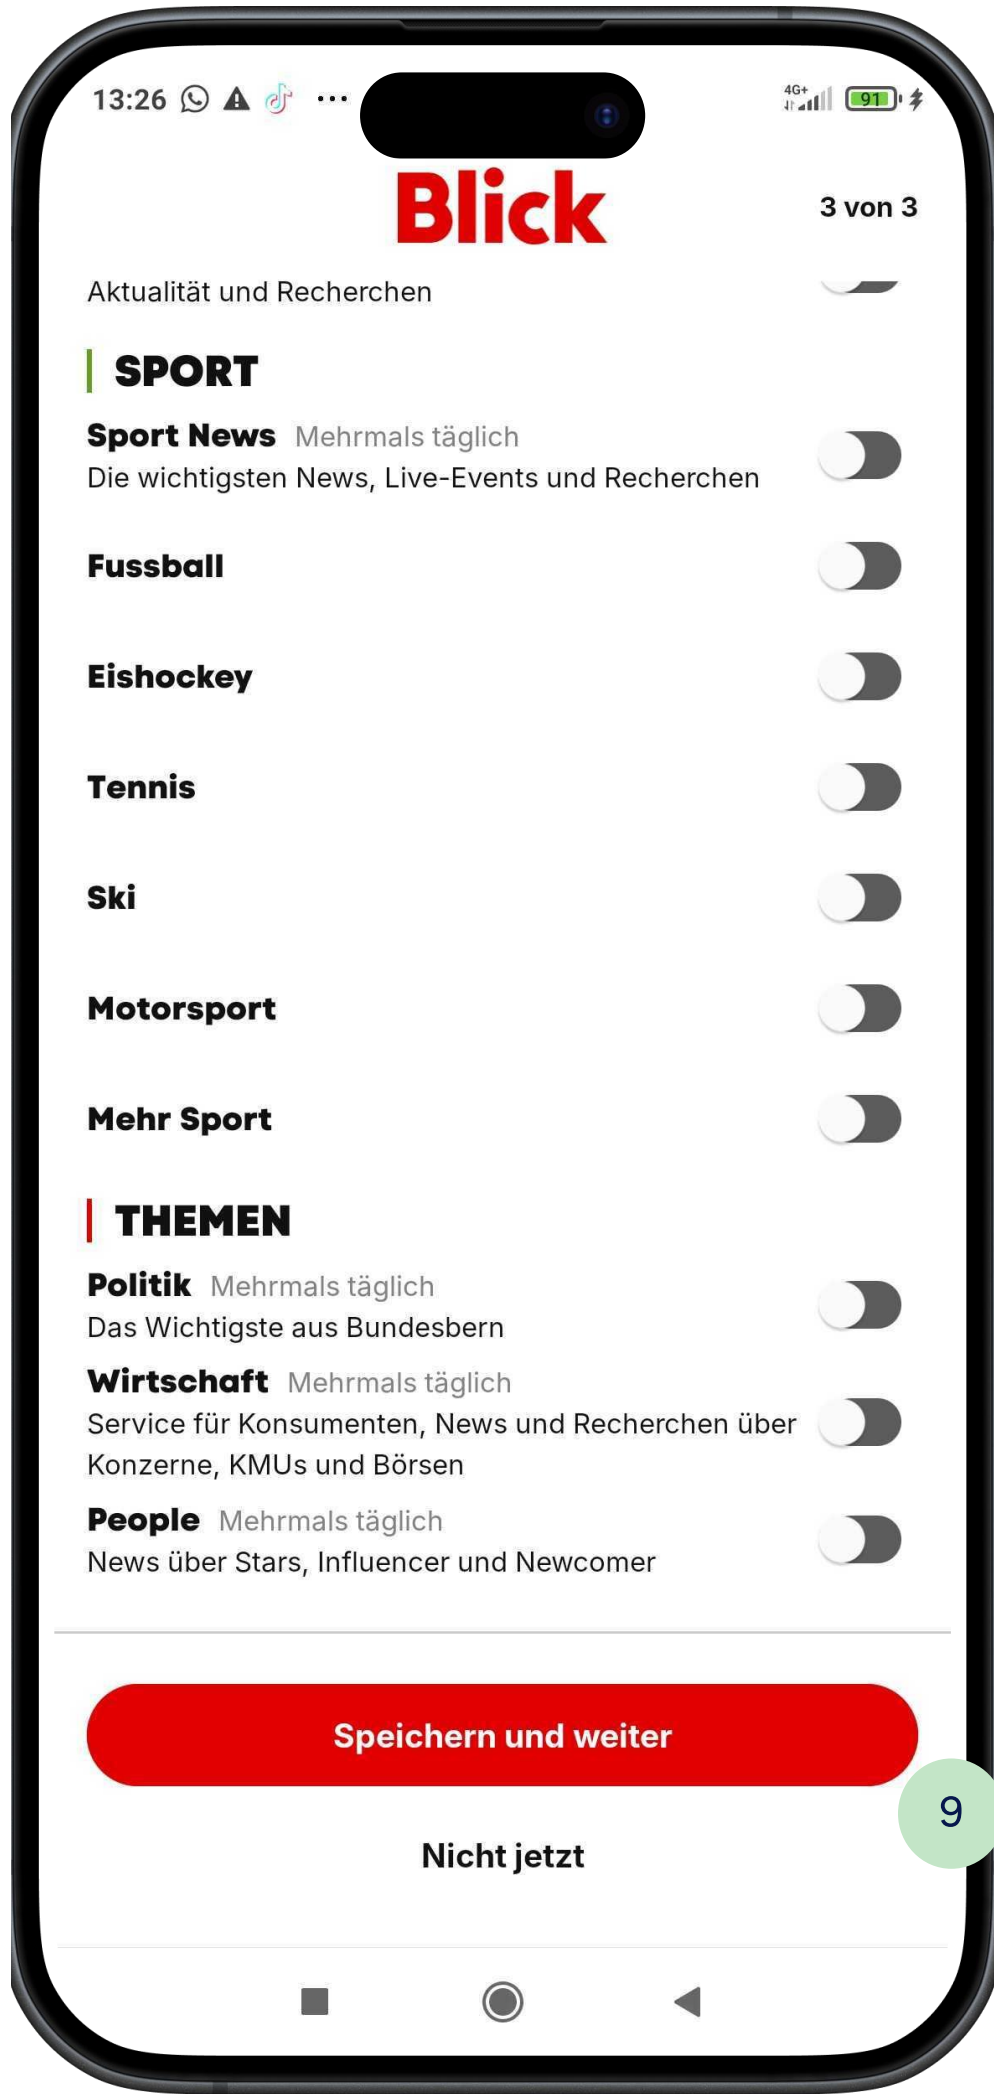 13:26
4G+
91
Blick
3 von 3
Aktualität und Recherchen
SPORT
Sport News Mehrmals täglich
Die wichtigsten News, Live-Events und Recherchen
Fussball
Eishockey
Tennis
Ski
Motorsport
Mehr Sport
THEMEN
Politik Mehrmals täglich
Das Wichtigste aus Bundesbern
Wirtschaft Mehrmals täglich
Service für Konsumenten, News und Recherchen über
Konzerne, KMUs und Börsen
People Mehrmals täglich
News über Stars, Influencer und Newcomer
Speichern und weiter
9
Nicht jetzt